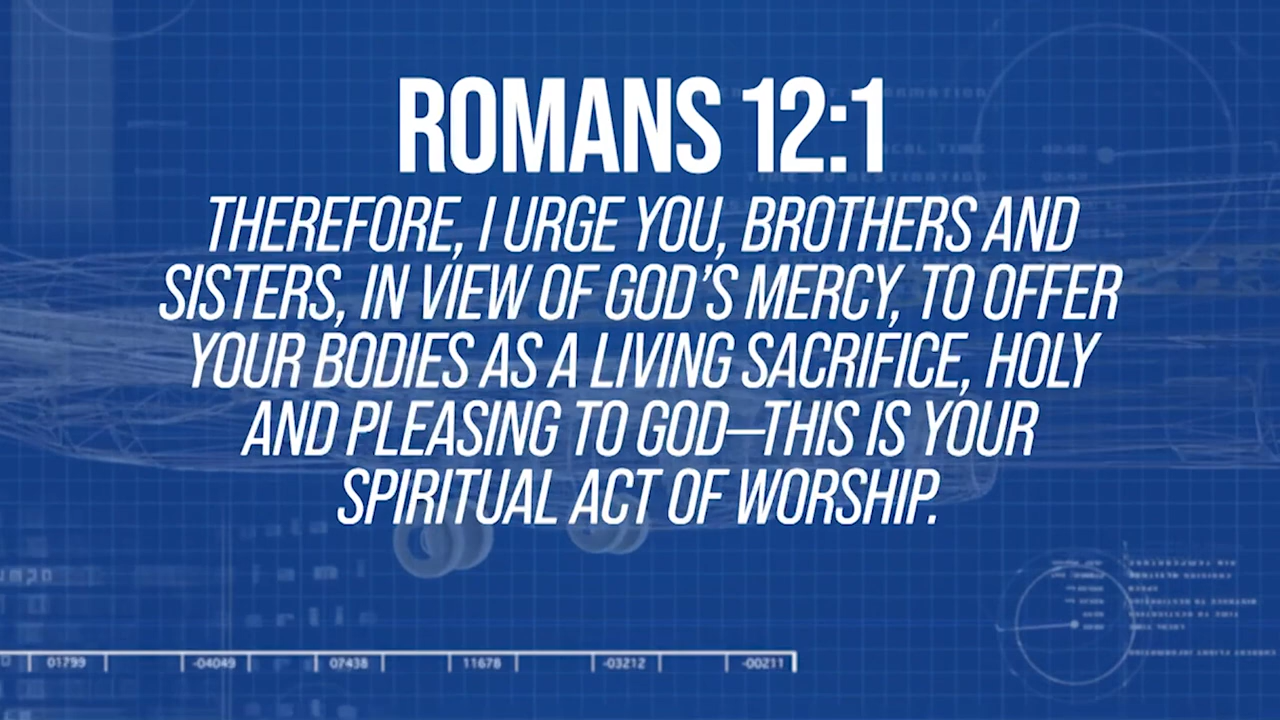 ROMANS 12:1
THEREFORE, I URGE YOU, BROTHERS AND
SISTERS, IN VIEW OF GOD’S MERCY, TO OFFER
YOUR BODIES AS A LIVING SACRIFICE, HOLY
AND PLEASING TO GOD—THIS IS YOUR
SPIRITUAL ACT OF WORSHIP.
01799 -04049 07438 11678 -03212 -00211